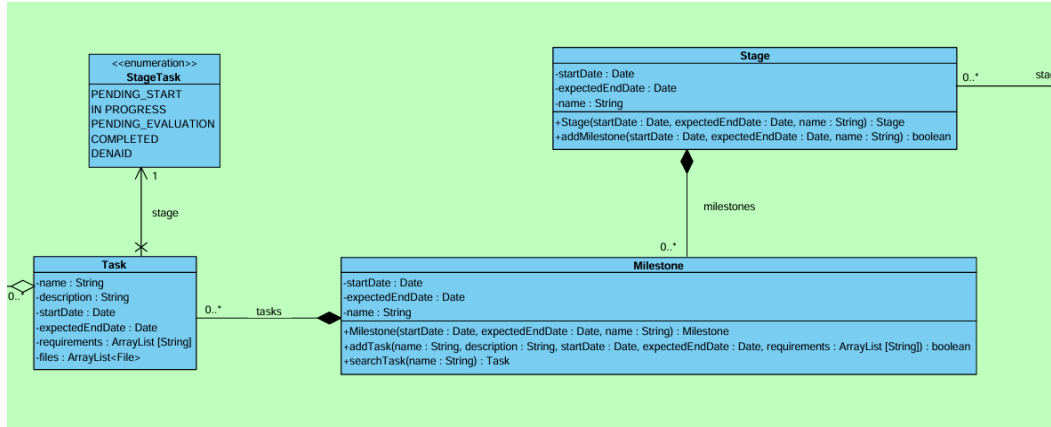 <<enumeration>>
StageTask
PENDING_START
IN PROGRESS
PENDING_EVALUATION
COMPLETED
DENAID
1
stage
Stage
-startDate : Date
-expectedEndDate : Date
-name : String
+Stage(startDate : Date, expectedEndDate : Date, name : String) : Stage
+addMilestone(startDate : Date, expectedEndDate : Date, name : String) : boolean
0..*
milestones
0..*
Task
-name : String
-description : String
-startDate : Date
-expectedEndDate : Date
-requirements : ArrayList [String]
-files : ArrayList<File>
0..*
0..*
tasks
Milestone
-startDate : Date
-expectedEndDate : Date
-name : String
+Milestone(startDate : Date, expectedEndDate : Date, name : String) : Milestone
+addTask(name : String, description : String, startDate : Date, expectedEndDate : Date, requirements : ArrayList [String]) : boolean
+searchTask(name : String) : Task